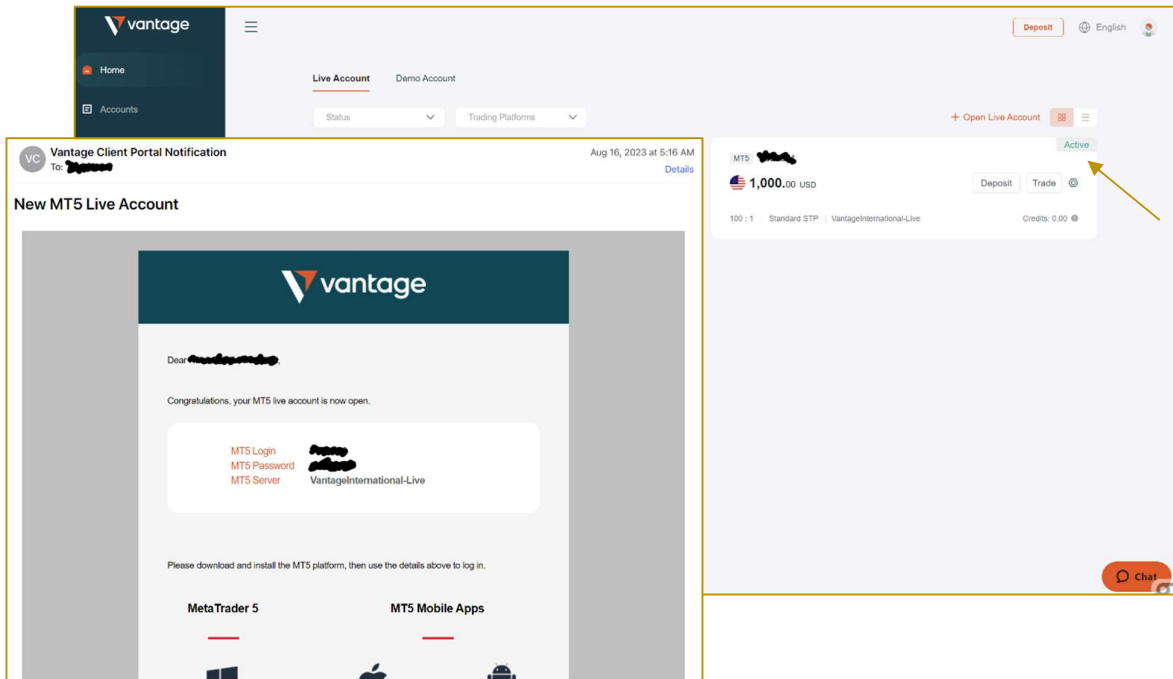 vantage
Deposit
English
Home
Live Account
Demo Account
Accounts
Status
Trading Platforms
+ Open Live Account
Active
MT5
1,000.00 USD
Deposit
Trade
100 : 1
Standard STP
VantageInternational-Live
Credits: 0.00
Chat
VC
Vantage Client Portal Notification
Aug 16, 2023 at 5:16 AM
To:
Details
New MT5 Live Account
vantage
Dear
Congratulations, your MT5 live account is now open.
MT5 Login
MT5 Password
MT5 Server VantageInternational-Live
Please download and install the MT5 platform, then use the details above to log in.
MetaTrader 5
MT5 Mobile Apps